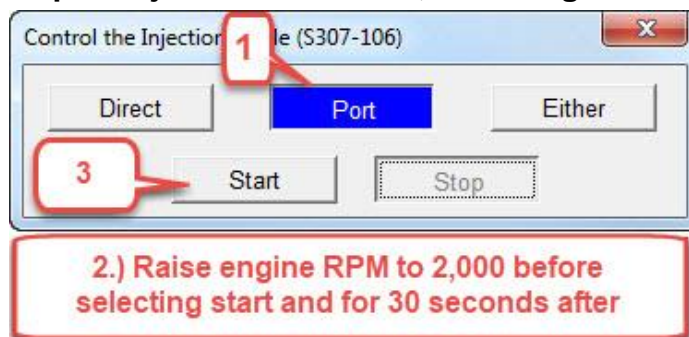 Control the Injection le (S307-106)
1
Direct Port Either
3
Start Stop
2.) Raise engine RPM to 2,000 before
selecting start and for 30 seconds after